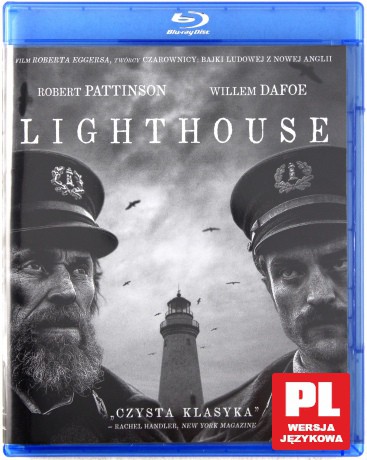 Blu-ray Disc
FILM ROBERTA EGGERSA, TWÓRCY CZAROWNICY: BAJKI LUDOWEJ Z NOWEJ ANGLII
ROBERT PATTINSON WILLEM DAFOE
LIGHTHOUSE
„CZYSTA KLASYKA”
– RACHEL HANDLER, NEW YORK MAGAZINE
PL
WERSJA
JĘZYKOWA